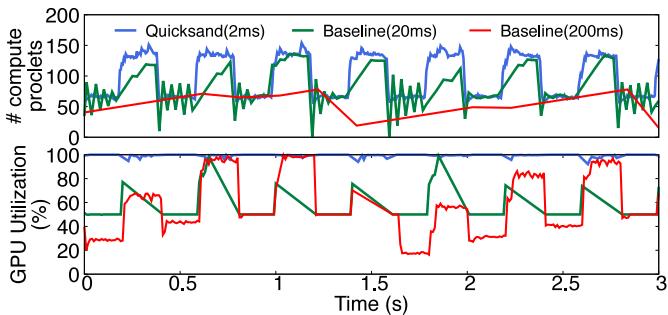 Quicksand(2ms) Baseline(20ms) Baseline(200ms)
# compute
proclets
200
150
100
50
0
GPU Utilization
(%)
100
80
60
40
20
0
0 0.5 1 1.5 2 2.5 3
Time (s)